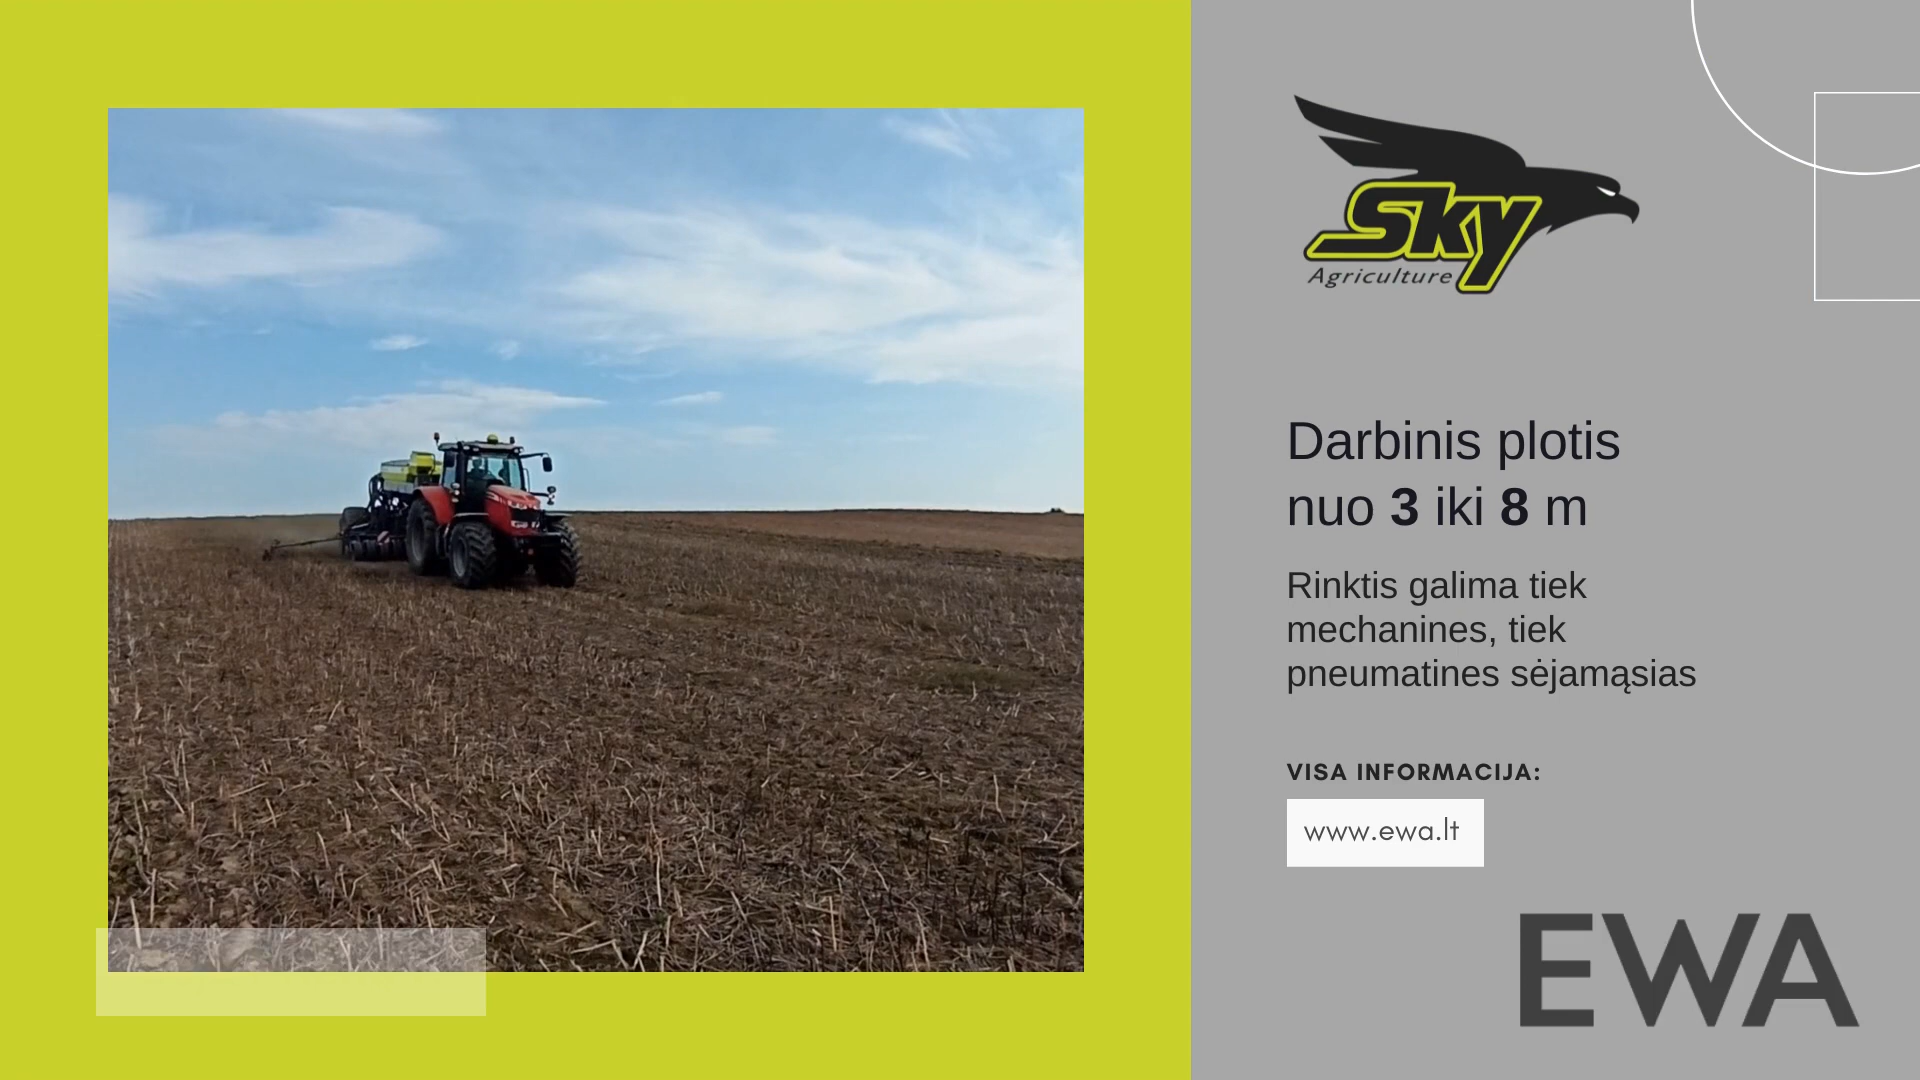 Sky
Agriculture
Darbinis plotis
nuo 3 iki 8 m
Rinktis galima tiek
mechanines, tiek
pneumatines sėjamąsias
VISA INFORMACIJA:
www.ewa.lt
EWA